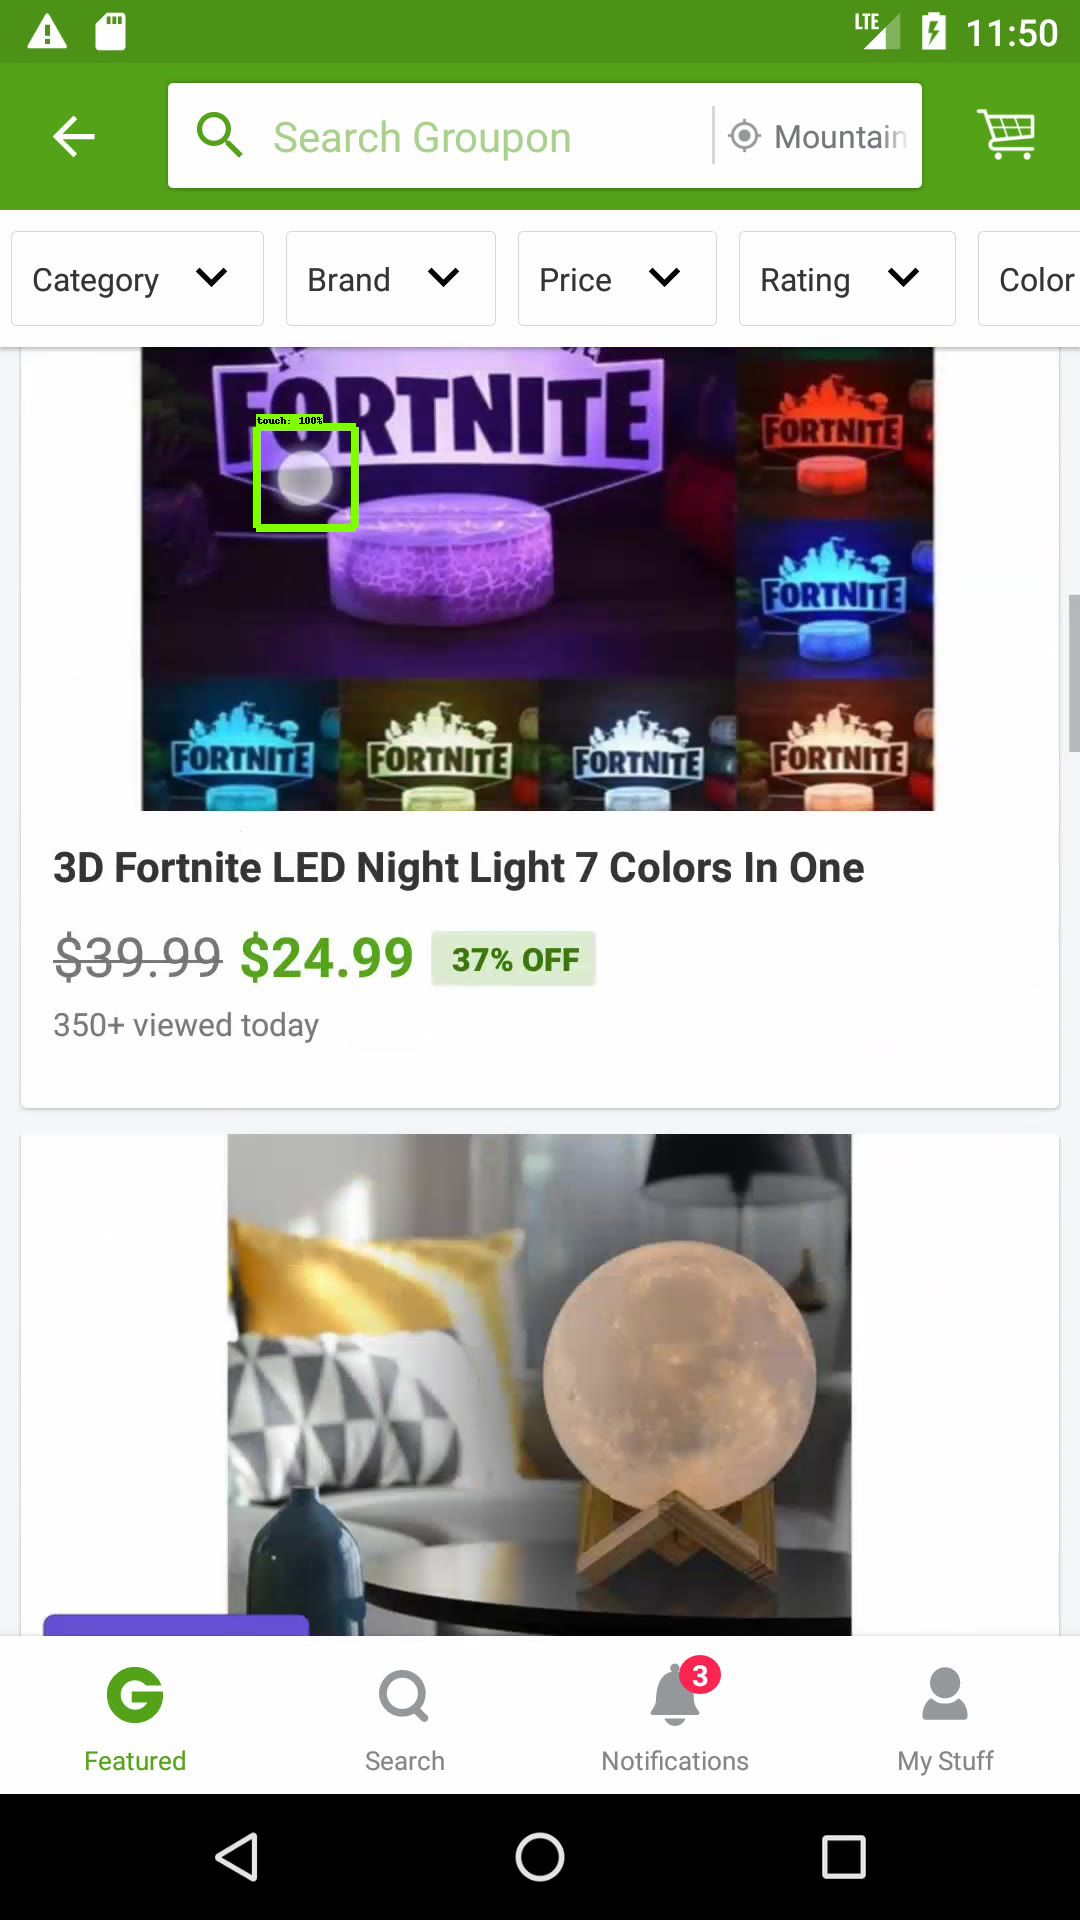 LTE 11:50
Search Groupon Mountain
Category Brand Price Rating Color
FORTNITE
touch: 100%
FORTNITE
FORTNITE
FORTNITE FORTNITE FORTNITE FORTNITE
3D Fortnite LED Night Light 7 Colors In One
$39.99 $24.99 37% OFF
350+ viewed today
G 3
Featured Search Notifications My Stuff